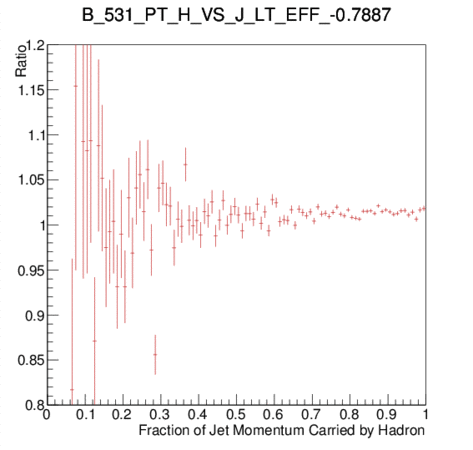 B_531_PT_H_VS_J_LT_EFF_-0.7887
Ratio
1.2
1.15
1.1
1.05
1
0.95
0.9
0.85
0.8
0 0.1 0.2 0.3 0.4 0.5 0.6 0.7 0.8 0.9 1
Fraction of Jet Momentum Carried by Hadron